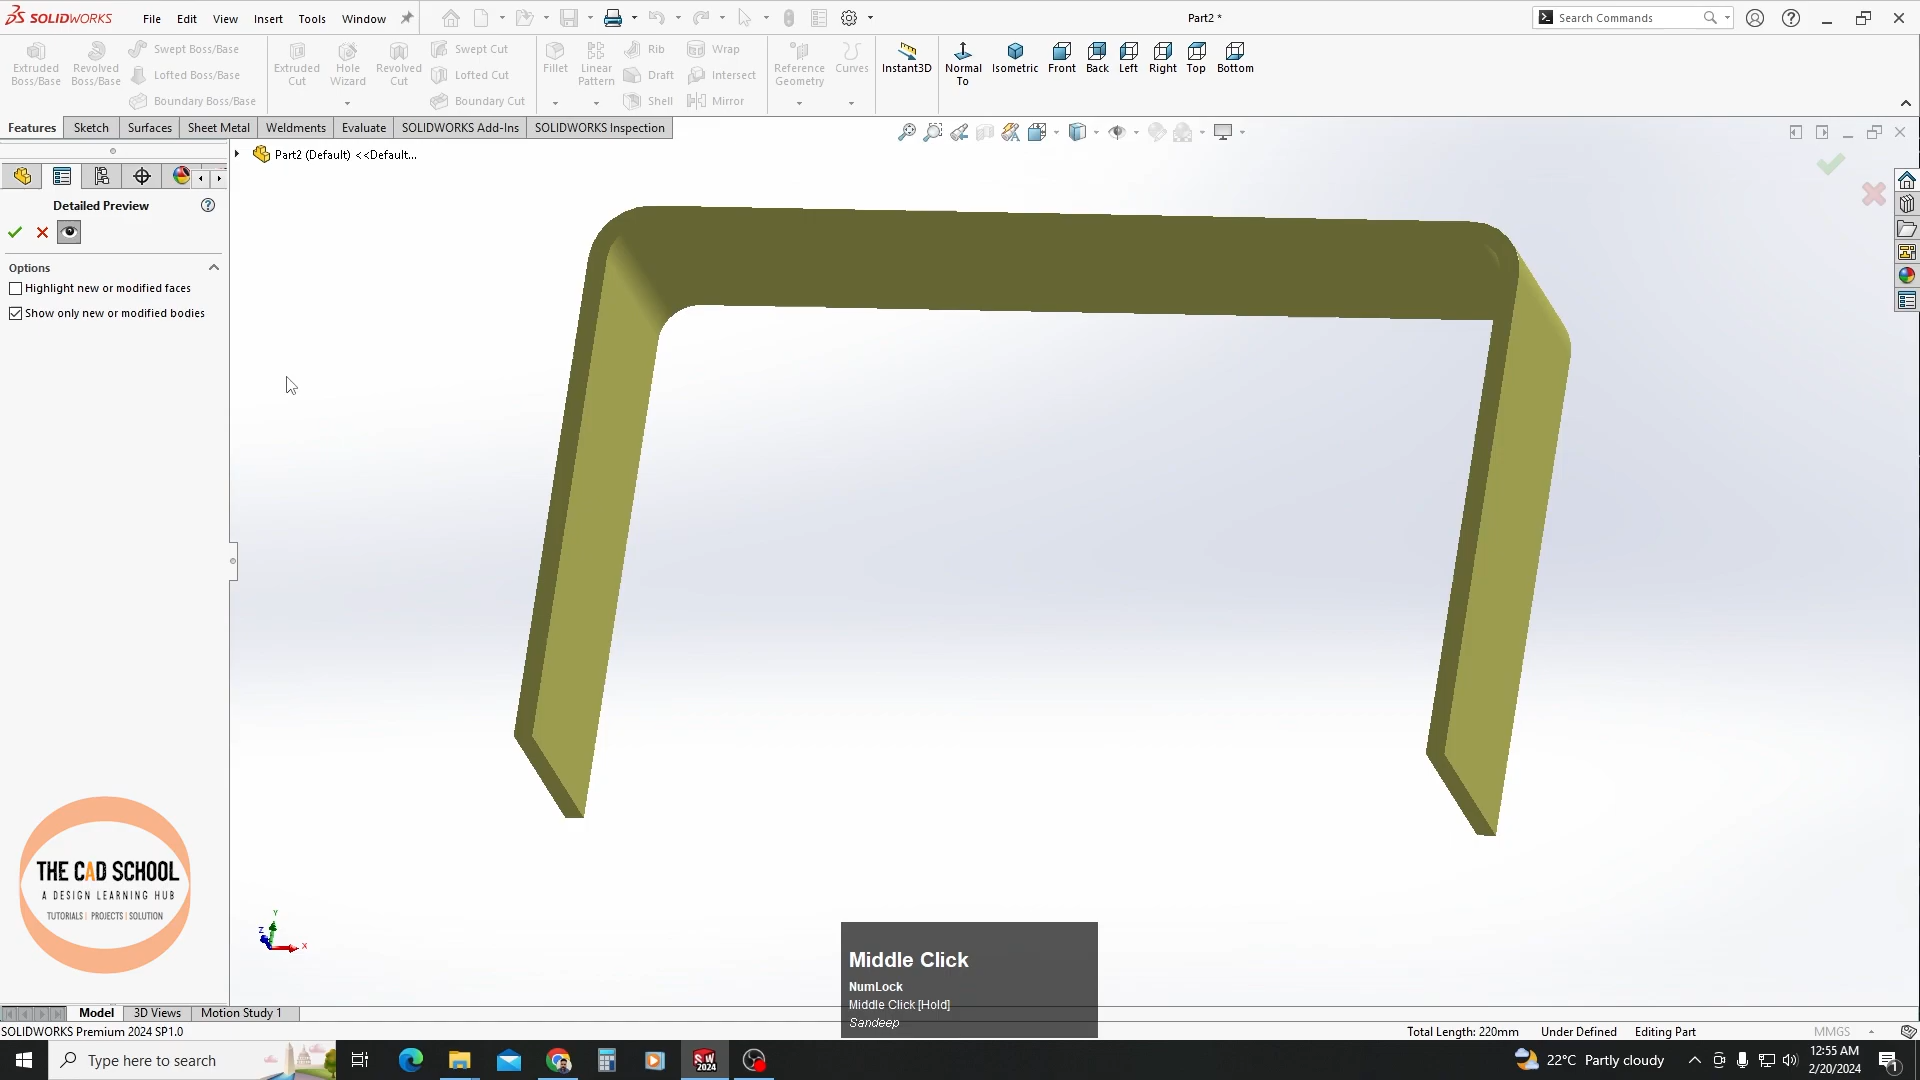 SOLIDWORKS
File
Edit
View
Insert
Tools
Window
Part2 *
Search Commands
Extruded Boss/Base
Revolved Boss/Base
Swept Boss/Base
Lofted Boss/Base
Boundary Boss/Base
Extruded Cut
Hole Wizard
Revolved Cut
Swept Cut
Lofted Cut
Boundary Cut
Fillet
Linear Pattern
Rib
Draft
Shell
Wrap
Intersect
Mirror
Reference Geometry
Curves
Instant3D
Normal To
Isometric
Front
Back
Left
Right
Top
Bottom
Features
Sketch
Surfaces
Sheet Metal
Weldments
Evaluate
SOLIDWORKS Add-Ins
SOLIDWORKS Inspection
Part2 (Default) <<Default...
Detailed Preview
Options
Highlight new or modified faces
Show only new or modified bodies
THE CAD SCHOOL
A DESIGN LEARNING HUB
TUTORIALS | PROJECTS | SOLUTION
Y
Z
X
Middle Click
NumLock
Middle Click [Hold]
Sandeep
Model
3D Views
Motion Study 1
SOLIDWORKS Premium 2024 SP1.0
Total Length: 220mm
Under Defined
Editing Part
MMGS
Type here to search
SW
2024
22°C Partly cloudy
12:55 AM
2/20/2024
1